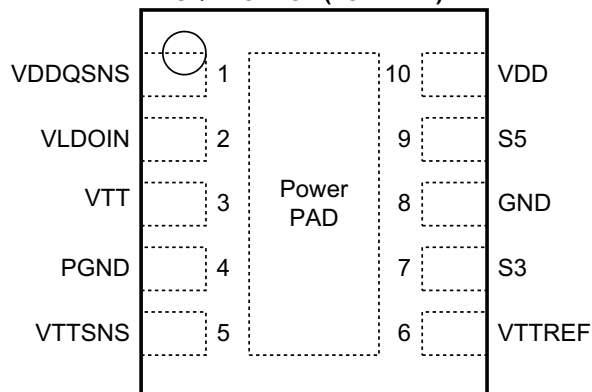 VDDQSNS 1 10 VDD
VLDOIN 2 9 S5
VTT 3 Power PAD 8 GND
PGND 4 7 S3
VTTSNS 5 6 VTTREF